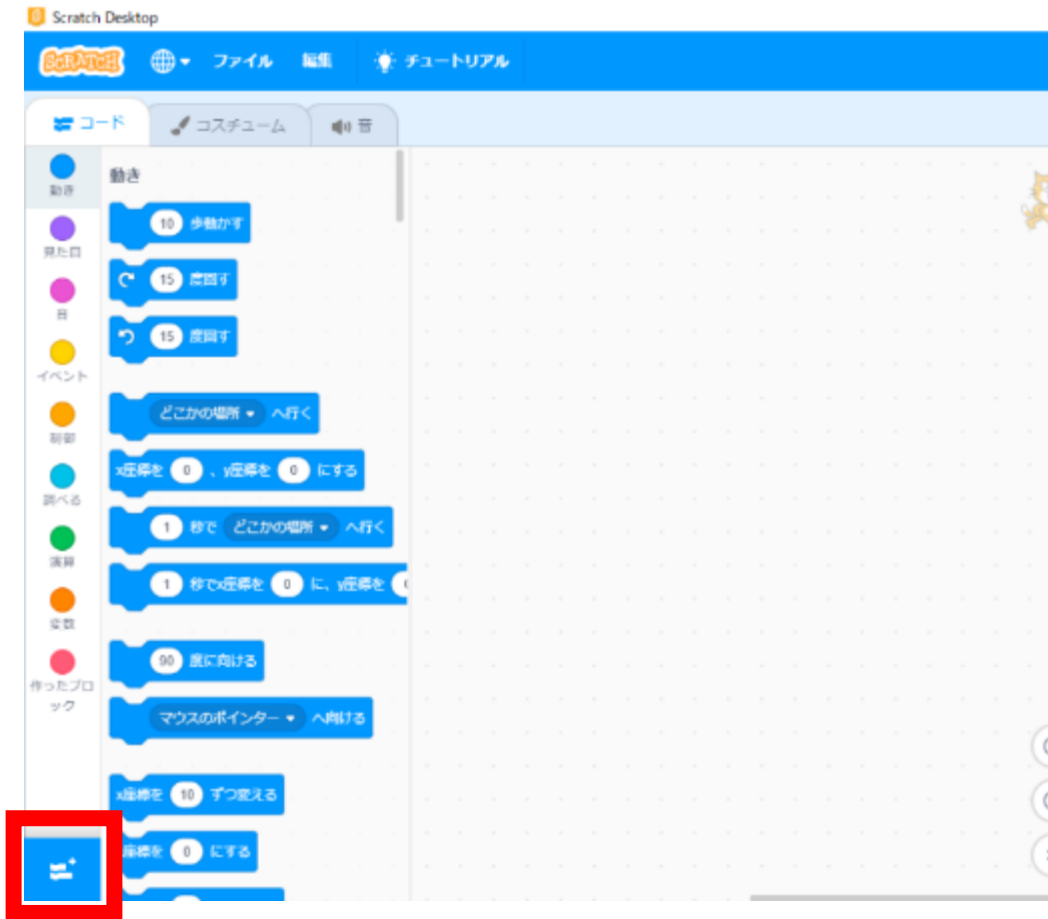 Scratch Desktop
SCRATCH ファイル 編集 チュートリアル
コード コスチューム 音
動き
見た目
音
イベント
制御
調べる
演算
変数
作ったブロ
ック
動き
10 歩動かす
15 度回す
15 度回す
どこかの場所 へ行く
x座標を 0 、y座標を 0 にする
1 秒で どこかの場所 へ行く
1 秒でx座標を 0 に、y座標を
90 度に向ける
マウスのポインター へ向ける
x座標を 10 ずつ変える
座標を 0 にする